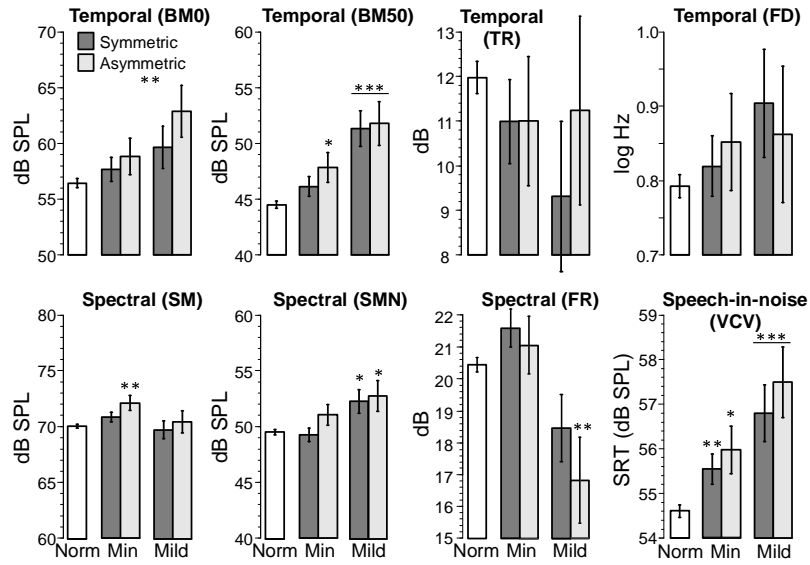 Temporal (BM0)
dB SPL
70
65
60
55
50
Symmetric
Asymmetric
**
Temporal (BM50)
dB SPL
60
55
50
45
40
*
***
Temporal
(TR)
dB
13
12
11
10
9
8
Temporal (FD)
log Hz
1.0
0.9
0.8
0.7
Spectral (SM)
dB SPL
80
75
70
65
60
**
Norm Min Mild
Spectral (SMN)
dB SPL
60
55
50
45
40
* *
Norm Min Mild
Spectral (FR)
dB
22
21
20
19
18
17
16
15
**
Norm Min Mild
Speech-in-noise
(VCV)
SRT (dB SPL)
59
58
57
56
55
54
**
*
***
Norm Min Mild